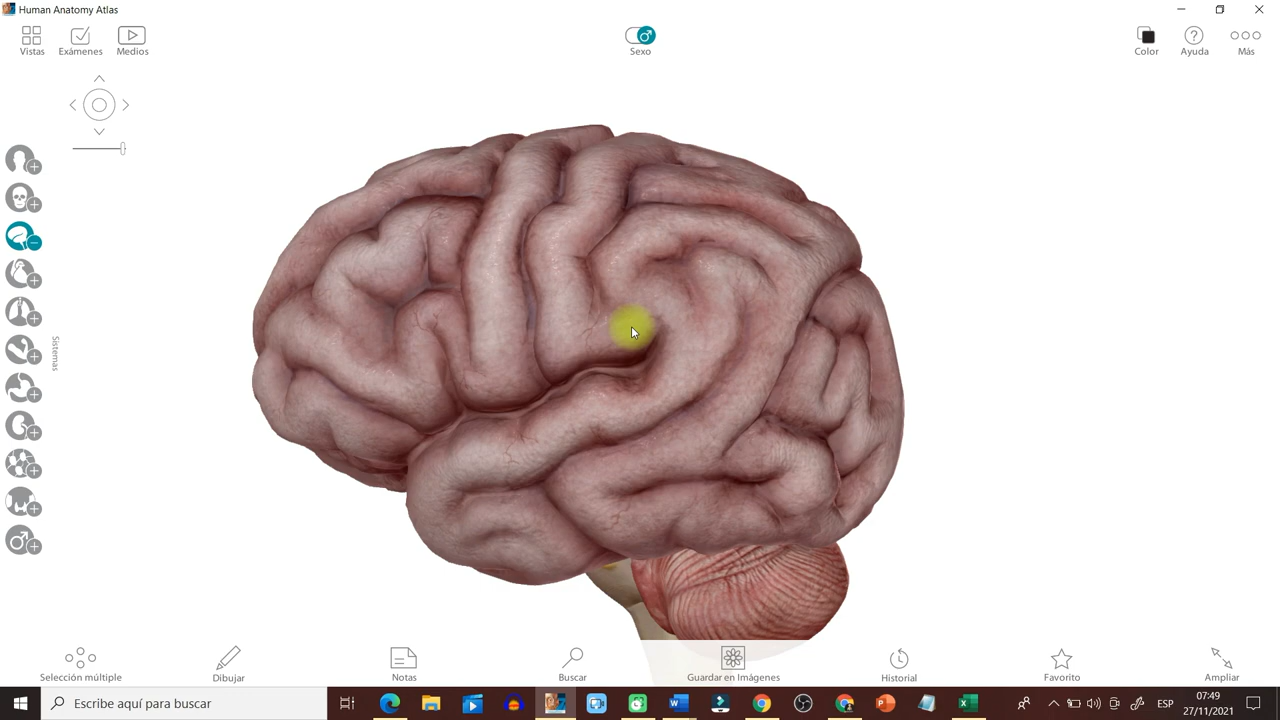 Human Anatomy Atlas
Vistas
Exámenes
Medios
Sexo
Color
Ayuda
Más
Sistemas
Selección múltiple
Dibujar
Notas
Buscar
Guardar en Imágenes
Historial
Favorito
Ampliar
Escribe aquí para buscar
ESP
07:49
27/11/2021